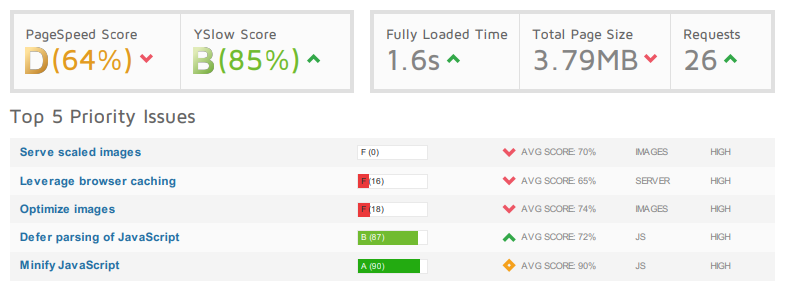 PageSpeed Score
D(64%)
YSlow Score
B(85%)
Fully Loaded Time
1.6s
Total Page Size
3.79MB
Requests
26
Top 5 Priority Issues
Serve scaled images F (0) AVG SCORE: 70% IMAGES HIGH
Leverage browser caching F (16) AVG SCORE: 65% SERVER HIGH
Optimize images F (18) AVG SCORE: 74% IMAGES HIGH
Defer parsing of JavaScript B (87) AVG SCORE: 72% JS HIGH
Minify JavaScript A (90) AVG SCORE: 90% JS HIGH